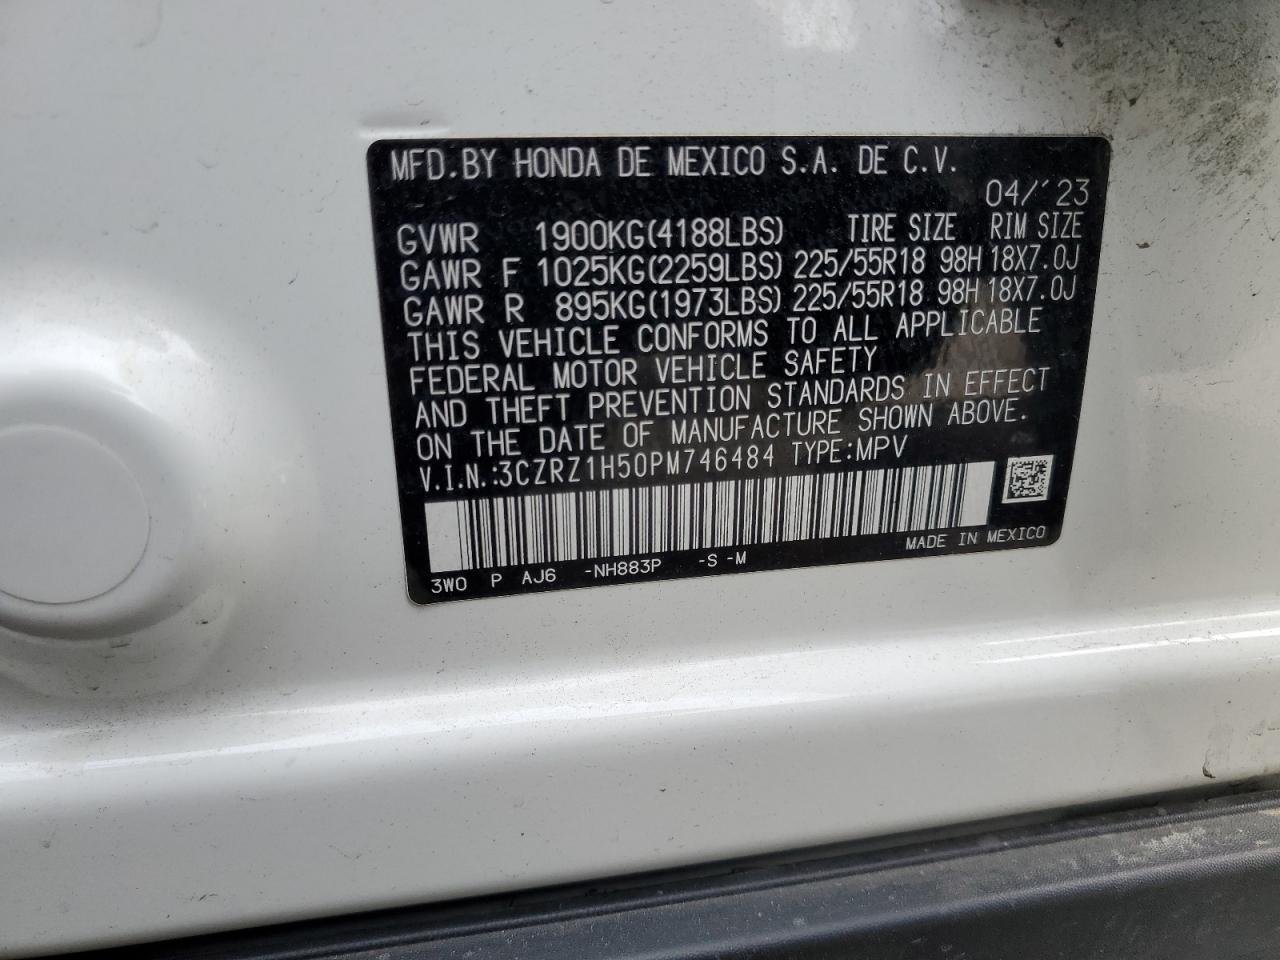 MFD.BY HONDA DE MEXICO S.A. DE C.V.
04/'23
GVWR 1900KG(4188LBS) TIRE SIZE RIM SIZE
GAWR F 1025KG(2259LBS) 225/55R18 98H 18X7.0J
GAWR R 895KG(1973LBS) 225/55R18 98H 18X7.0J
THIS VEHICLE CONFORMS TO ALL APPLICABLE
FEDERAL MOTOR VEHICLE SAFETY
AND THEFT PREVENTION STANDARDS IN EFFECT
ON THE DATE OF MANUFACTURE SHOWN ABOVE.
V.I.N.:3CZRZ1H50PM746484 TYPE:MPV
MADE IN MEXICO
3W0 P AJ6 -NH883P -S -M